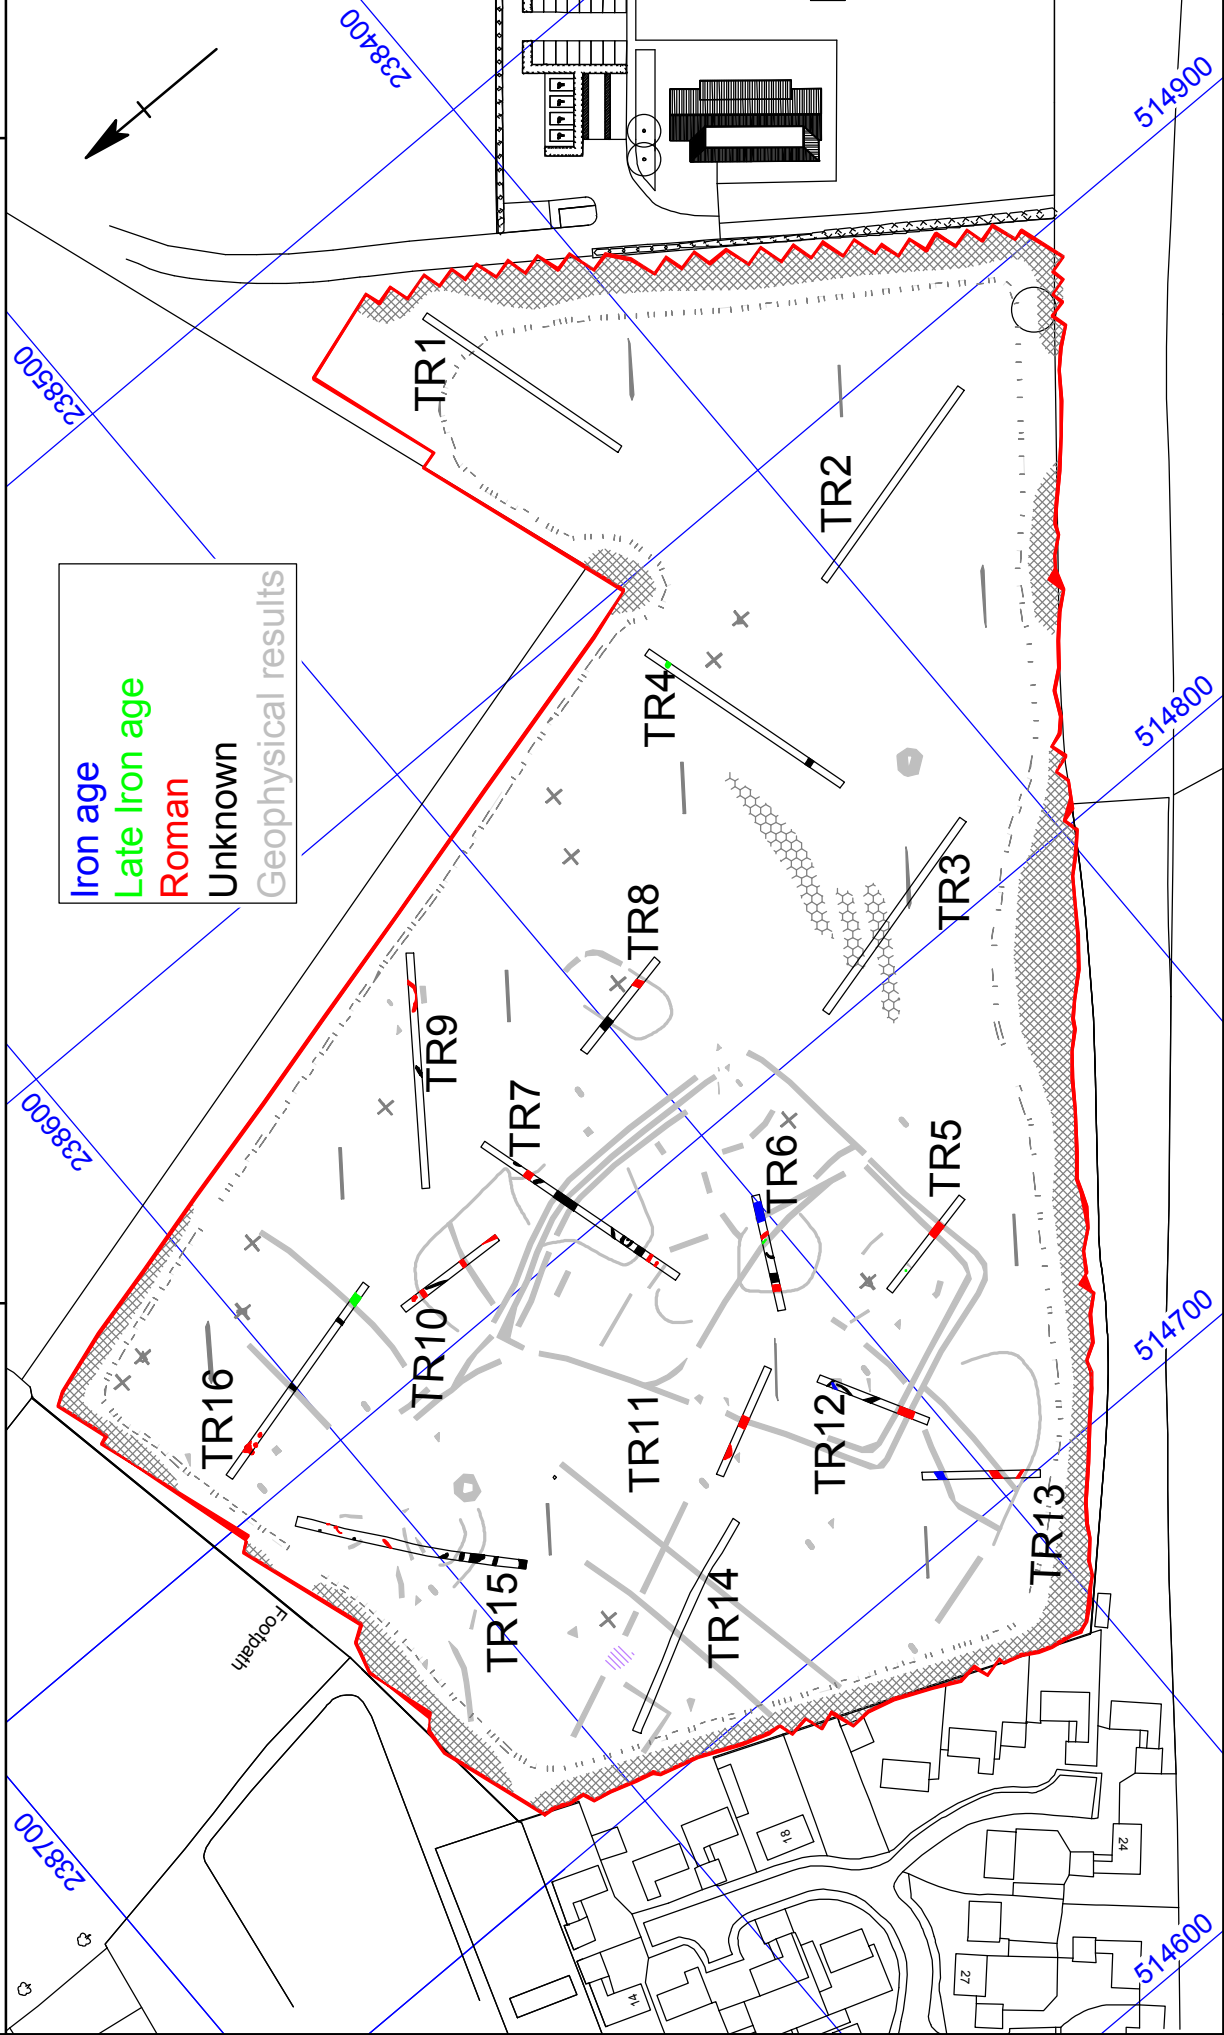 Iron age
Late Iron age
Roman
Unknown
Geophysical results
238400
238500
238600
238700
514900
514800
514700
514600
TR1
TR2
TR4
TR3
TR8
TR9
TR7
TR6
TR5
TR10
TR16
TR11
TR12
TR13
TR15
TR14
Footpath
18
24
27
14